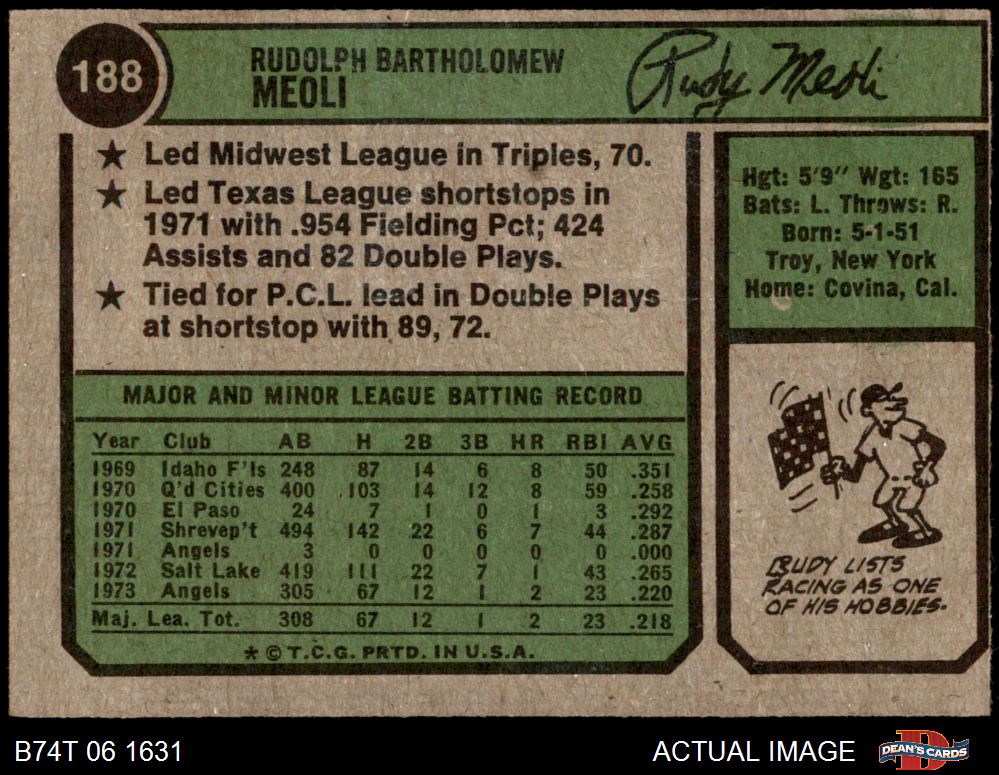 188
RUDOLPH BARTHOLOMEW
MEOLI
Rudy Meoli
★ Led Midwest League in Triples, 70.
★ Led Texas League shortstops in
1971 with .954 Fielding Pct; 424
Assists and 82 Double Plays.
★ Tied for P.C.L. lead in Double Plays
at shortstop with 89, 72.
Hgt: 5'9" Wgt: 165
Bats: L. Throws: R.
Born: 5-1-51
Troy, New York
Home: Covina, Cal.
MAJOR AND MINOR LEAGUE BATTING RECORD
Year Club AB H 2B 3B HR RBI AVG
1969 Idaho F'ls 248 87 14 6 8 50 .351
1970 Q'd Cities 400 103 14 12 8 59 .258
1970 El Paso 24 7 1 0 1 3 .292
1971 Shrevep't 494 142 22 6 7 44 .287
1971 Angels 3 0 0 0 0 0 .000
1972 Salt Lake 419 111 22 7 1 43 .265
1973 Angels 305 67 12 1 2 23 .220
Maj. Lea. Tot. 308 67 12 1 2 23 .218
* © T.C.G. PRTD. IN U.S.A.
RUDY LISTS
RACING AS ONE
OF HIS HOBBIES.
B74T 06 1631
ACTUAL IMAGE
DEAN'S CARDS